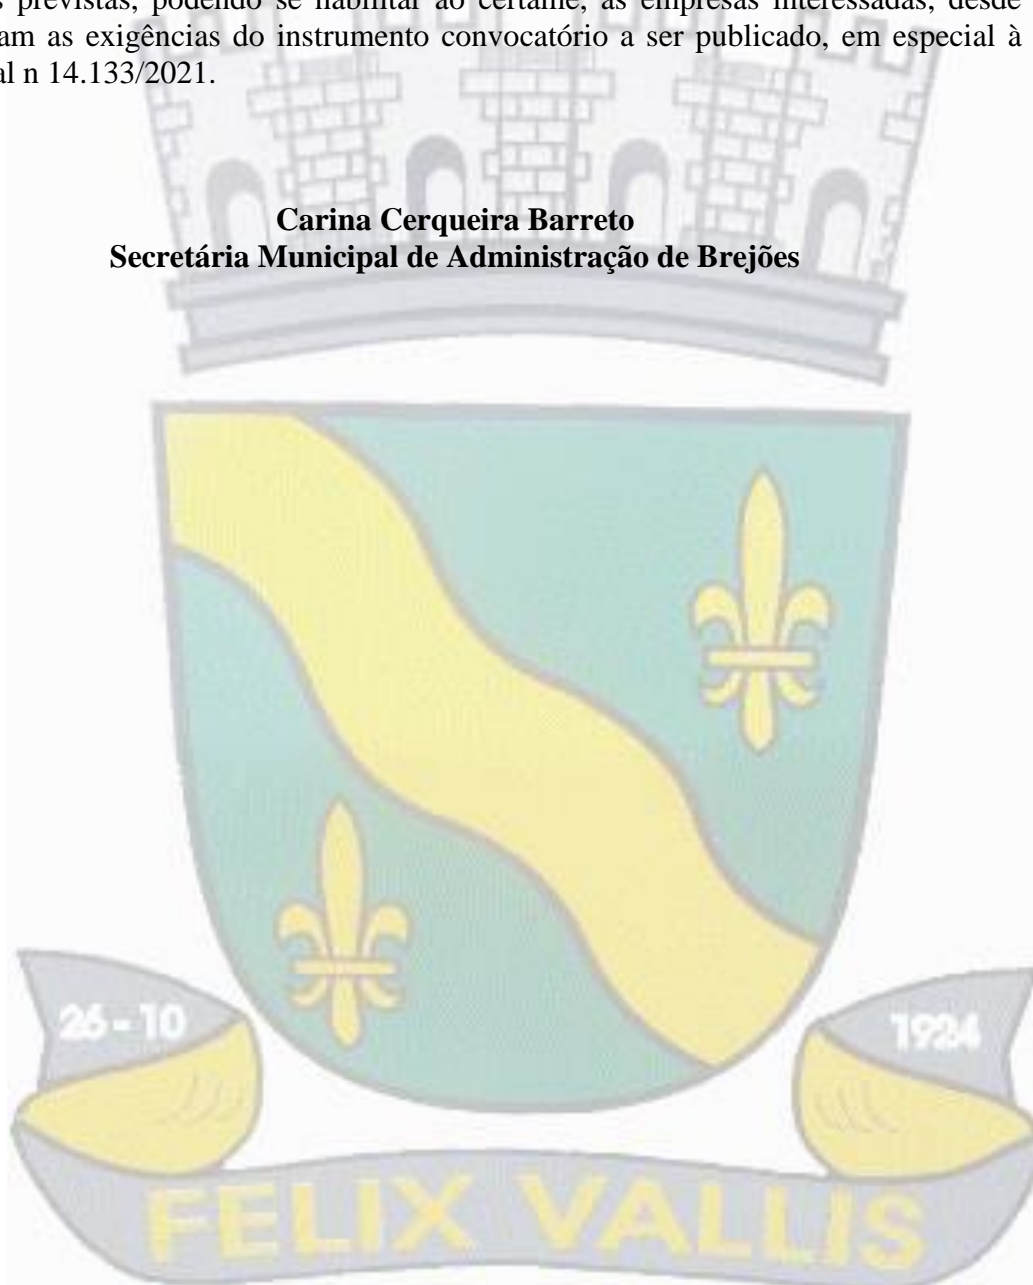 s previstas, podendo se habilitar ao certame, as empresas interessadas, desde
am as exigências do instrumento convocatório a ser publicado, em especial à
al n 14.133/2021.
Carina Cerqueira Barreto
Secretária Municipal de Administração de Brejões
26-10
1924
FELIX VALLIS